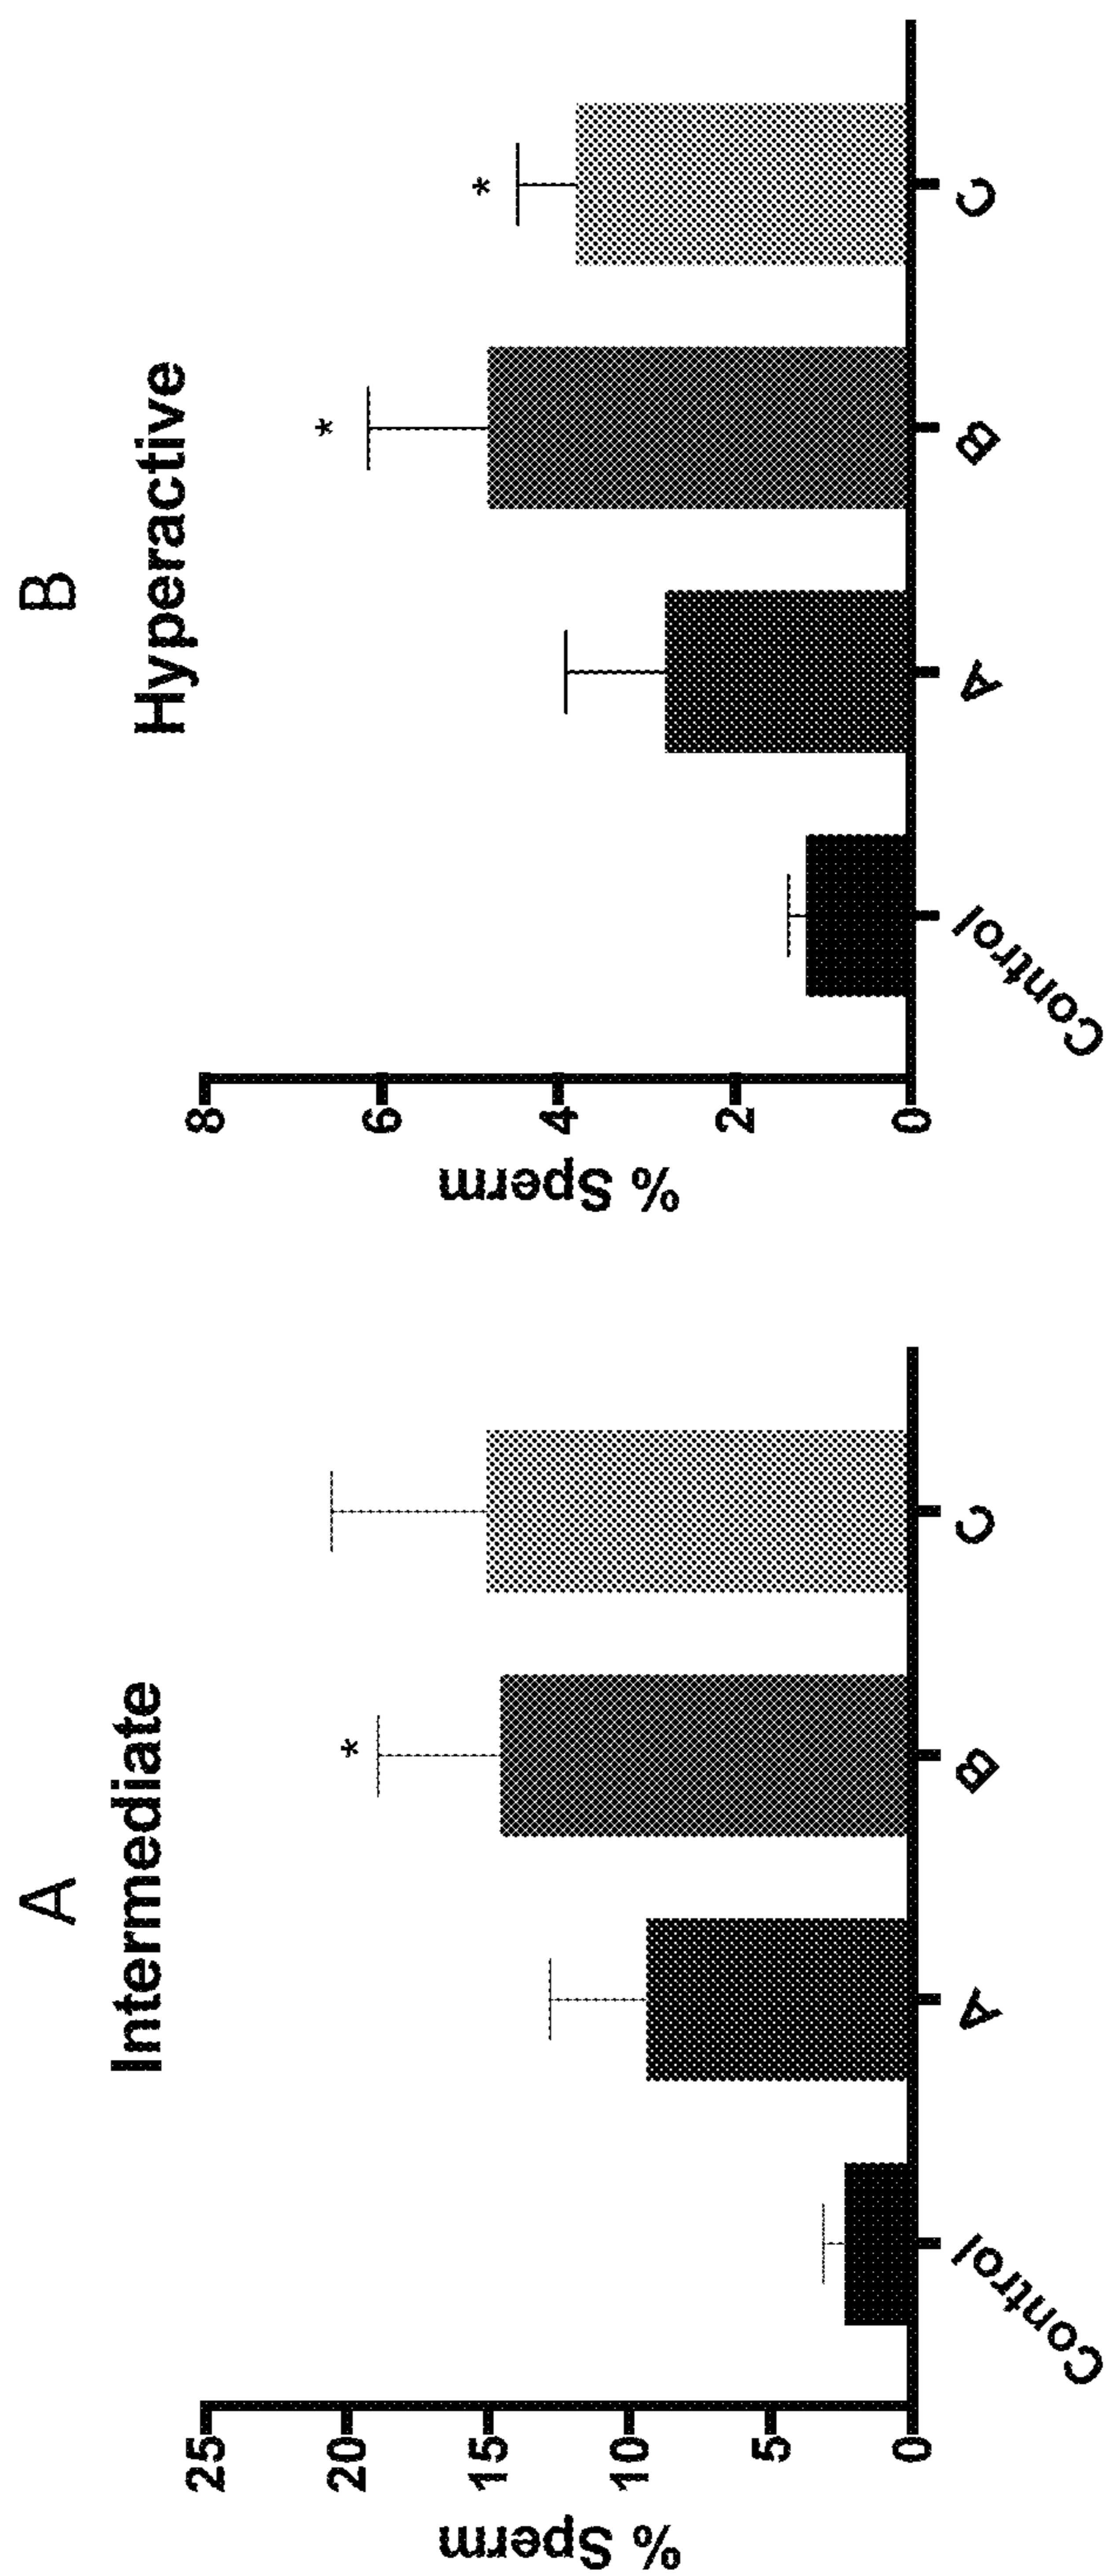 A
Intermediate
% Sperm
25
20
15
10
5
0
*
Control
A
B
C
B
Hyperactive
% Sperm
8
6
4
2
0
*
*
Control
A
B
C